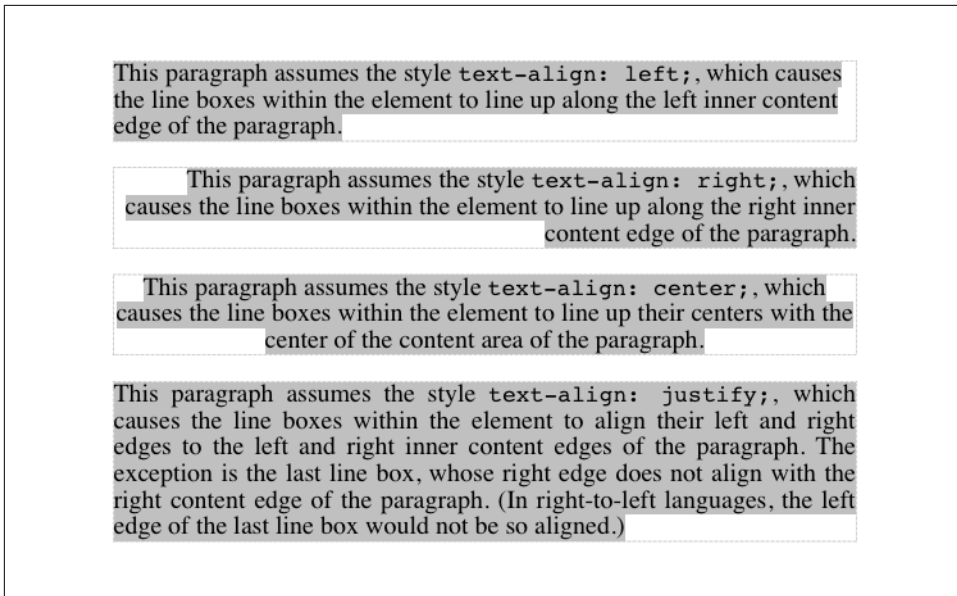 This paragraph assumes the style text-align: left;, which causes
the line boxes within the element to line up along the left inner content
edge of the paragraph.
This paragraph assumes the style text-align: right;, which
causes the line boxes within the element to line up along the right inner
content edge of the paragraph.
This paragraph assumes the style text-align: center;, which
causes the line boxes within the element to line up their centers with the
center of the content area of the paragraph.
This paragraph assumes the style text-align: justify;, which
causes the line boxes within the element to align their left and right
edges to the left and right inner content edges of the paragraph. The
exception is the last line box, whose right edge does not align with the
right content edge of the paragraph. (In right-to-left languages, the left
edge of the last line box would not be so aligned.)